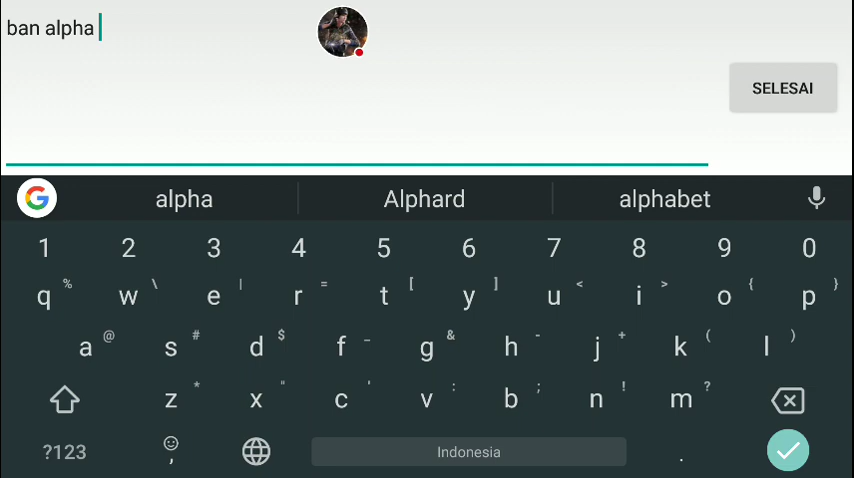 ban alpha
SELESAI
alpha Alphard alphabet
1 2 3 4 5 6 7 8 9 0
q % w \ e | r = t [ y ] u < i > o { p }
a @ s # d $ f _ g & h - j + k ( l )
z * x " c ' v : b ; n ! m ?
?123 , Indonesia .